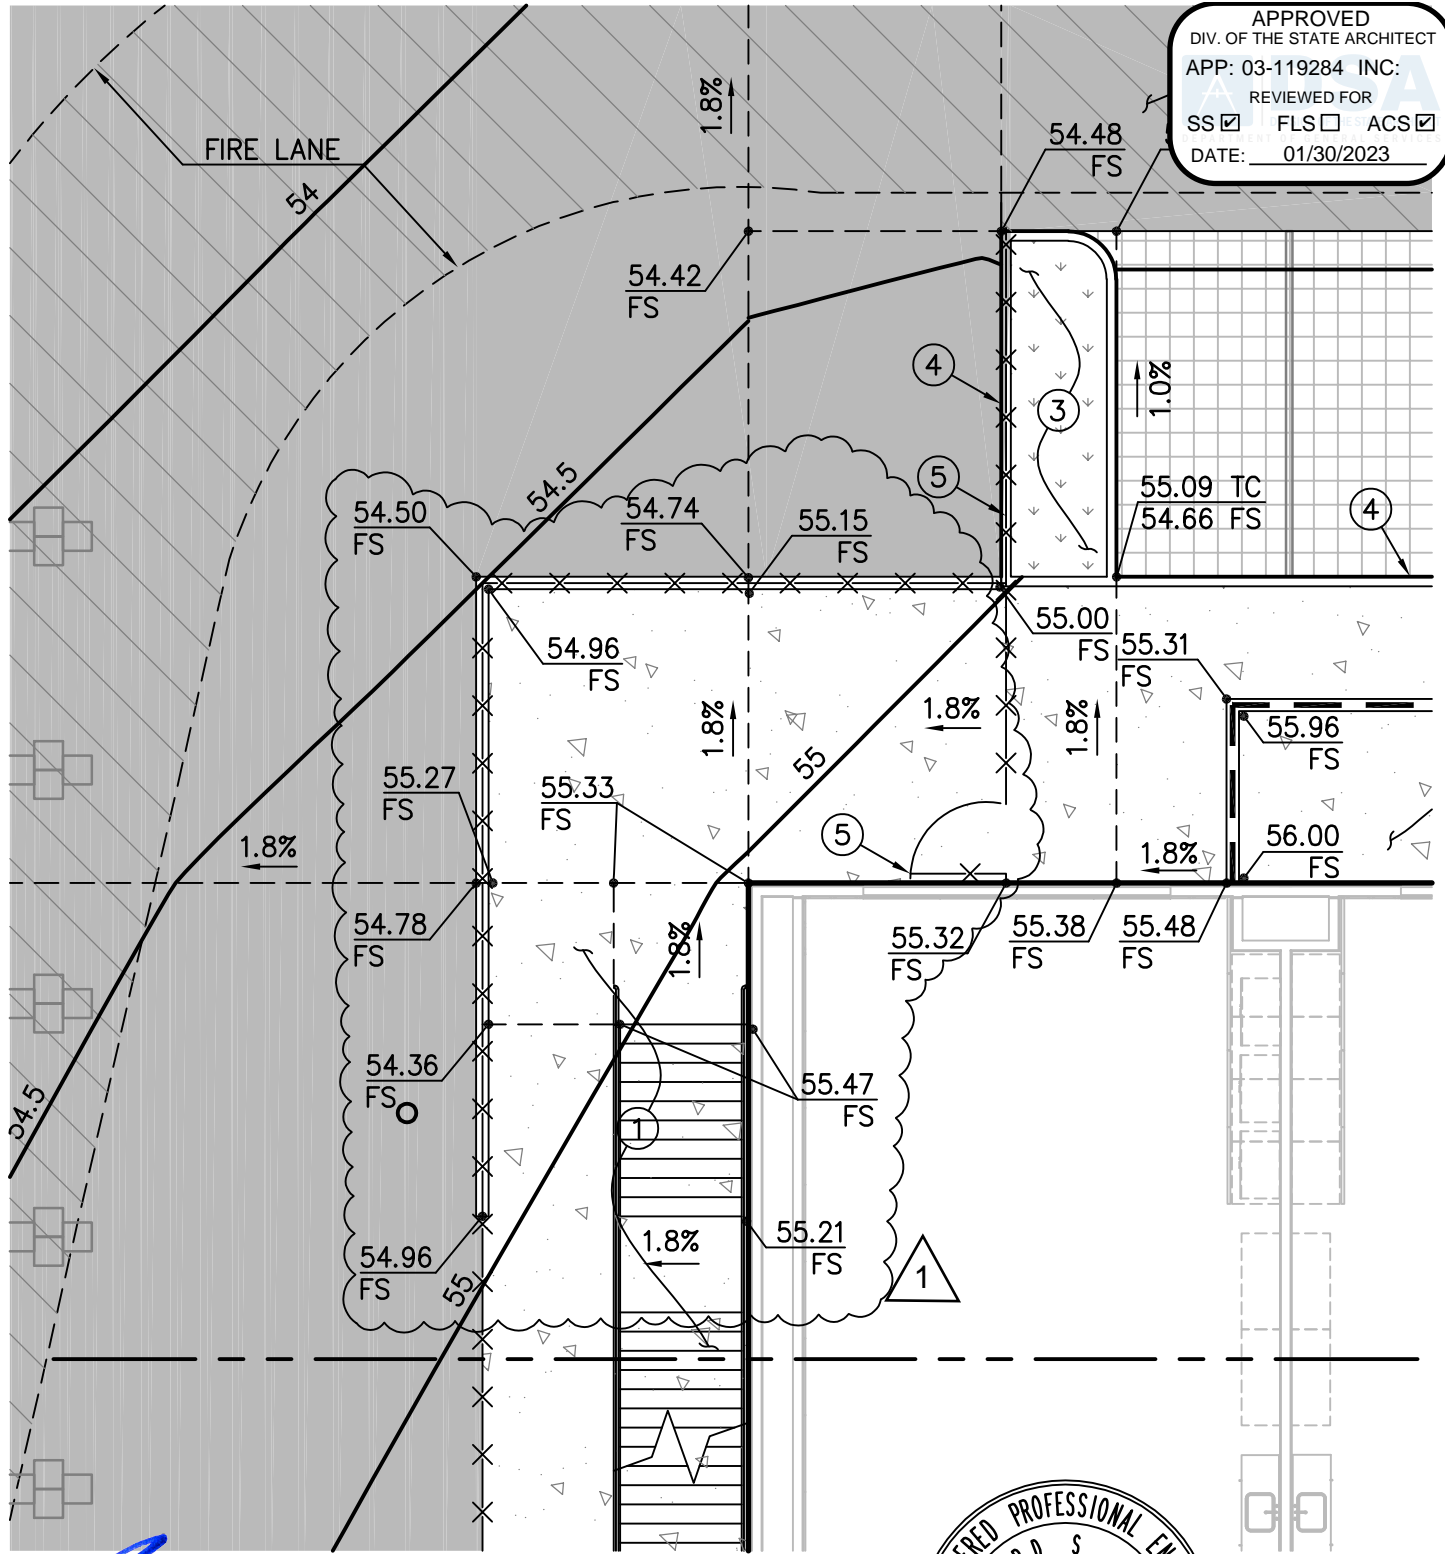 APPROVED
DIV. OF THE STATE ARCHITECT
APP: 03-119284 INC:
REVIEWED FOR
SS ☑ FLS ☐ ACS ☑
DATE: 01/30/2023
DSA
DEPARTMENT OF GENERAL SERVICES
FIRE LANE
54
1.8%
54.48
FS
54.42
FS
4
3
1.0%
5
54.5
54.50
FS
54.74
FS
55.15
FS
55.09 TC
54.66 FS
4
54.96
FS
55.00
FS
55.31
FS
1.8%
1.8%
1.8%
55.96
FS
55
55.27
FS
55.33
FS
5
56.00
FS
1.8%
1.8%
54.78
FS
1.8%
55.32
FS
55.38
FS
55.48
FS
54.36
FS
55.47
FS
54.5
1
55.21
FS
1.8%
54.96
FS
55
1
PROFESSIONAL